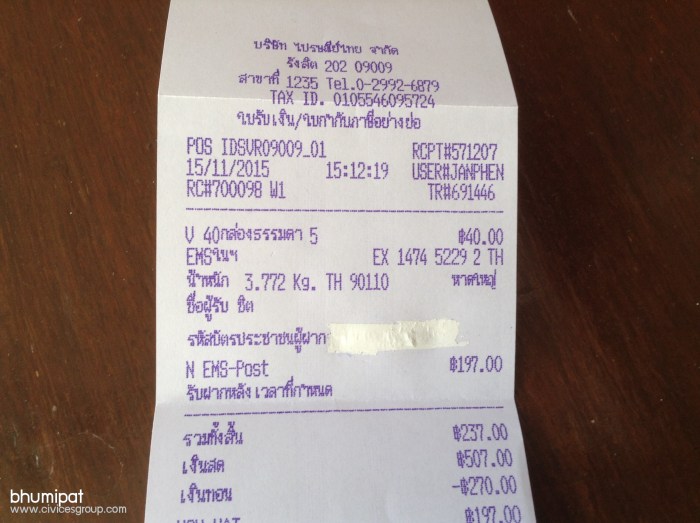 บริษัท ไปรษณีย์ไทย จำกัด
รังสิต 202 09009
สาขาที่ 1235 Tel.0-2992-6879
TAX ID. 0105546095724
ใบรับเงิน/ใบกำกับภาษีอย่างย่อ
POS IDSVR09009_01 RCPT#571207
15/11/2015 15:12:19 USER#JANPHEN
RC#700098 W1 TR#691446
V 40กล่องธรรมดา 5 ฿40.00
EMSในฯ EX 1474 5229 2 TH
น้ำหนัก 3.772 Kg. TH 90110 หาดใหญ่
ชื่อผู้รับ ชิต
รหัสบัตรประชาชนผู้ฝาก
N EMS-Post ฿197.00
รับฝากหลัง เวลาที่กำหนด
รวมทั้งสิ้น ฿237.00
เงินสด ฿507.00
เงินทอน -฿270.00
฿197.00
bhumipat
www.civicesgroup.com